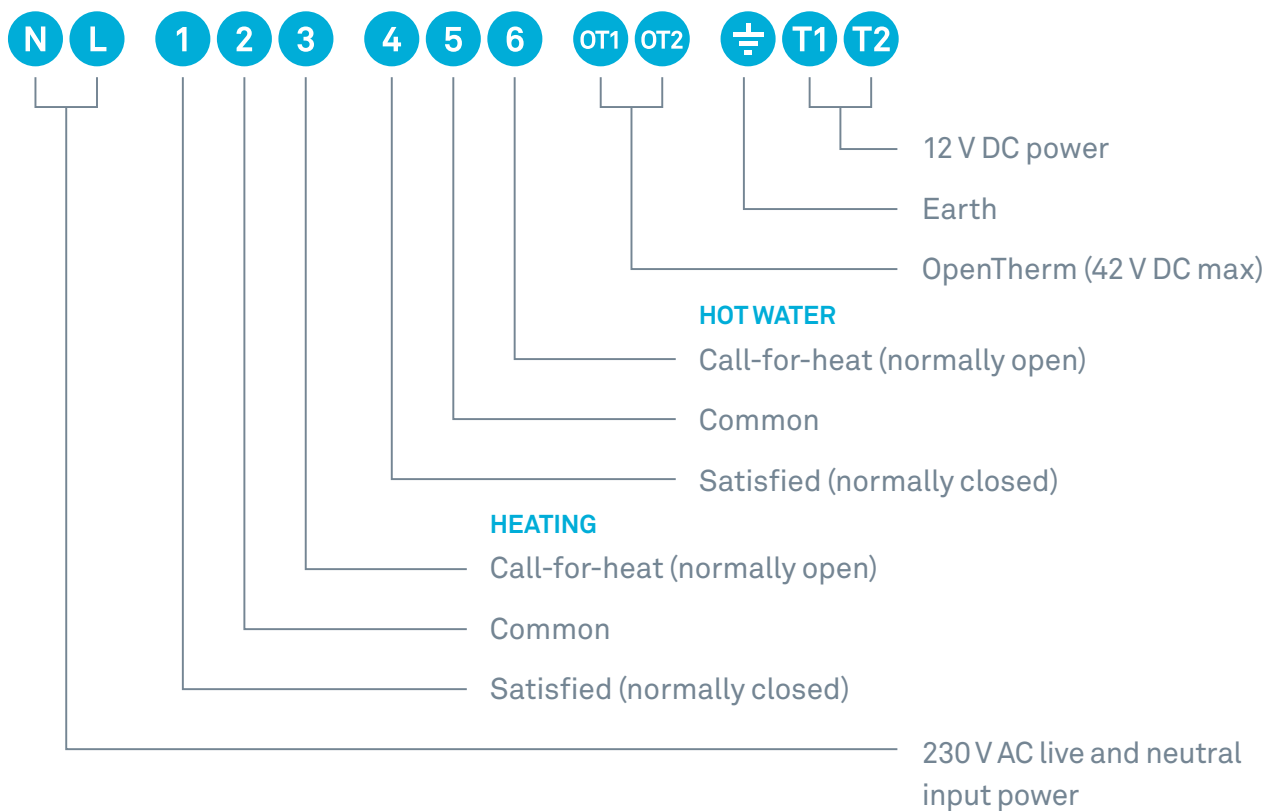 N L 1 2 3 4 5 6 OT1 OT2 T1 T2
12 V DC power
Earth
OpenTherm (42 V DC max)
HOT WATER
Call-for-heat (normally open)
Common
Satisfied (normally closed)
HEATING
Call-for-heat (normally open)
Common
Satisfied (normally closed)
230 V AC live and neutral
input power